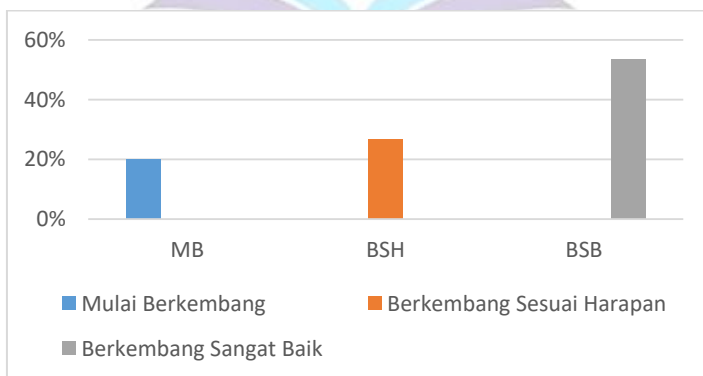 60%
40%
20%
0%
MB BSH BSB
Mulai Berkembang Berkembang Sesuai Harapan
Berkembang Sangat Baik